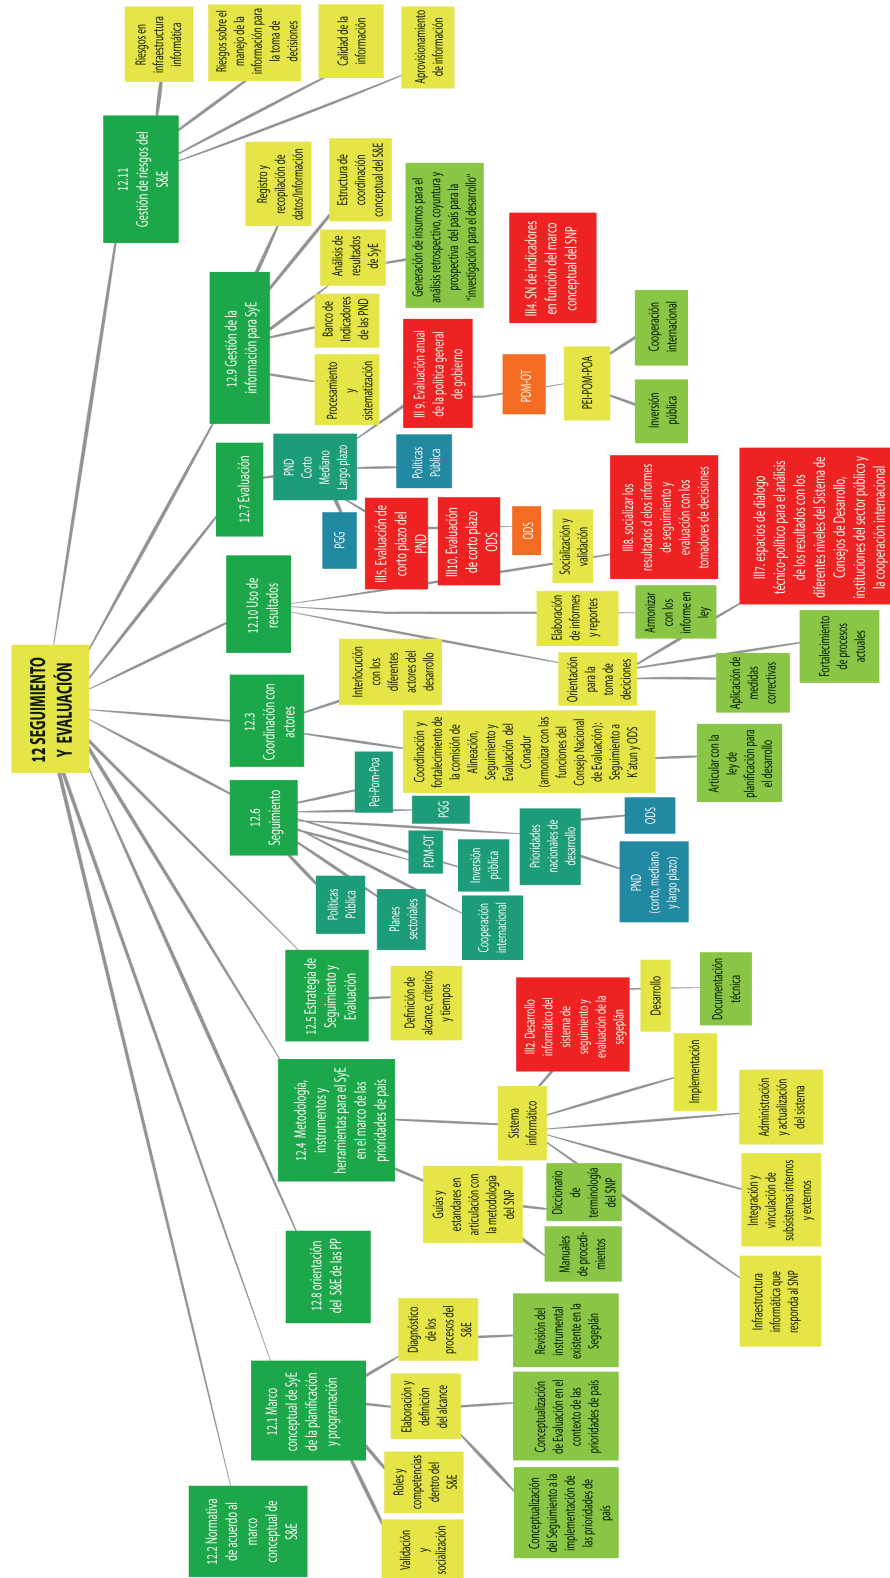 12 SEGUIMIENTO
Y EVALUACIÓN
12.2 Normativa
de acuerdo al
marco
conceptual de
S&E
12.1 Marco
conceptual de SyE
de la planificación
y programación
Validación
y
socialización
Roles y
competencias
dentro del
S&E
Elaboración y
definición
del alcance
Conceptualización
del Seguimiento a la
implementación de
las prioridades de
país
Conceptualización
de Evaluación en el
contexto de las
prioridades de país
Diagnóstico
de los
procesos del
S&E
Revisión del
instrumental
existente en la
Segeplán
12.8 orientación
del S&E de las PP
12.4 Metodología,
instrumentos y
herramientas para el SyE
en el marco de las
prioridades de país
Guías y
estandares en
articulación con
la metodología
del SNP
Manuales
de procedi-
mientos
Diccionario
de
terminología
del SNP
Sistema
informático
Infraestructura
informática que
responda al SNP
Integración y
vinculación de
subsistemas internos
y externos
Administración
y actualización
del sistema
Implementación
III2. Desarrollo
informático del
sistema de
seguimiento y
evaluación de la
segeplán
Desarrollo
Documentación
técnica
12.5 Estrategia de
Seguimiento y
Evaluación
Definición de
alcance, criterios
y tiempos
12.6
Seguimiento
Políticas
Pública
Planes
sectoriales
Cooperación
internacional
Inversión
pública
PDM-OT
Prioridades
nacionales de
desarrollo
PND
(corto, mediano
y largo plazo)
ODS
PGG
Pei-Pom-Poa
12.3
Coordinación con
actores
Coordinación y
fortalecimiento de
la comisión de
Alineación,
Seguimiento y
Evaluación del
Conadur
(armonizar con las
funciones del
Consejo Nacional
de Evaluación):
Seguimiento a
K´atun y ODS
Articular con la
ley de
planificación para
el desarrollo
Interlocución
con los
diferentes
actores del
desarrollo
12.10 Uso de
resultados
Orientación
para la
toma de
decisiones
Aplicación de
medidas
correctivas
Fortalecimiento
de procesos
actuales
III7. espacios de dialogo
técnico-político para el análisis
de los resultados con los
diferentes niveles del Sistema de
Consejos de Desarrollo,
instituciones del sector público y
la cooperación internacional
Elaboración
de informes
y reportes
Armonizar
con los
informe en
ley
Socialización y
validación
III8. socializar los
resultados d elos informes
de seguimiento y
evaluación con los
tomadores de decisiones
12.7 Evaluación
PND
Corto
Mediano
Largo plazo
PGG
III5. Evaluación de
corto plazo del
PND
III10. Evaluación
de corto plazo
ODS
ODS
Políticas
Pública
III 9. Evaluación anual
de la política general
de gobierno
PDM-OT
PEI-POM-POA
Inversión
pública
Cooperación
internacional
12.9 Gestión de la
información para SyE
Procesamiento
y
sistematización
Banco de
Indicadores
de las PND
Análisis de
resultados
de SyE
Generación de insumos para el
análisis retrospectivo, coyuntura y
prospectiva del país para la
"investigación para el desarrollo"
Estructura de
coordinación
conceptual del S&E
Registro y
recopilación de
datos/Información
III4. SN de indicadores
en función del marco
conceptual del SNP
12.11
Gestión de riesgos del
S&E
Riesgos en
infraestructura
informática
Riesgos sobre el
manejo de la
información para
la toma de
decisiones
Calidad de la
información
Aprovisionamiento
de información